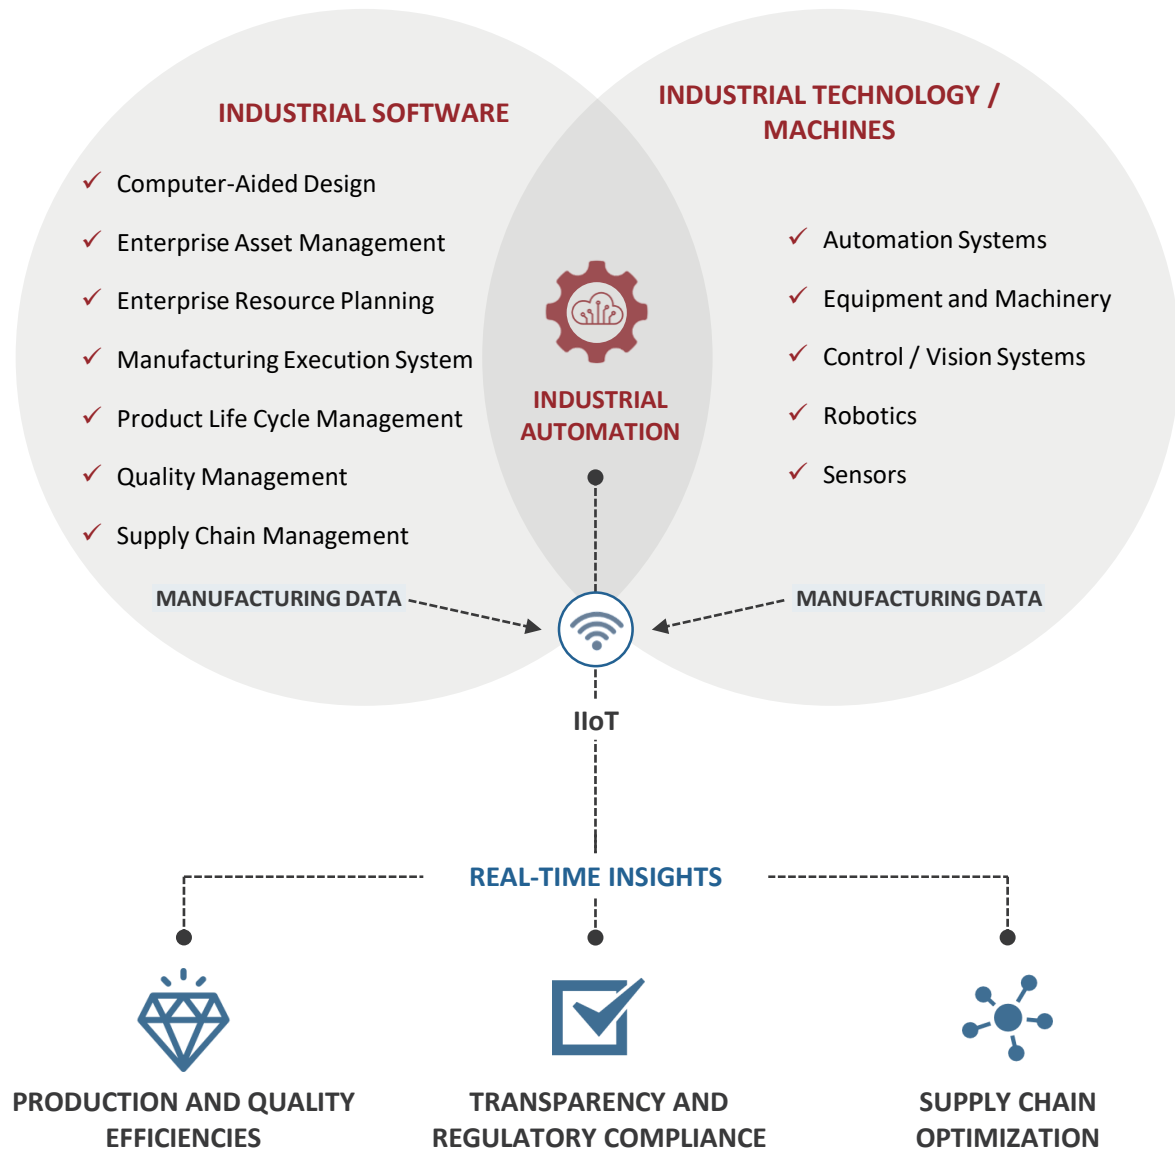 INDUSTRIAL SOFTWARE
Computer-Aided Design
Enterprise Asset Management
Enterprise Resource Planning
Manufacturing Execution System
Product Life Cycle Management
Quality Management
Supply Chain Management
MANUFACTURING DATA
INDUSTRIAL
AUTOMATION
INDUSTRIAL TECHNOLOGY /
MACHINES
Automation Systems
Equipment and Machinery
Control / Vision Systems
Robotics
Sensors
MANUFACTURING DATA
IIoT
REAL-TIME INSIGHTS
PRODUCTION AND QUALITY
EFFICIENCIES
TRANSPARENCY AND
REGULATORY COMPLIANCE
SUPPLY CHAIN
OPTIMIZATION